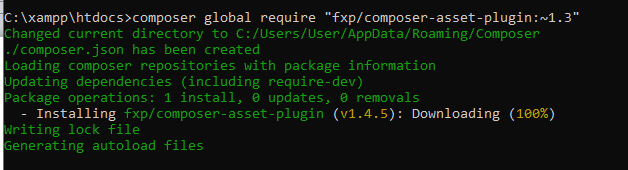 C:\xampp\htdocs>composer global require "fxp/composer-asset-plugin:~1.3"
Changed current directory to C:/Users/User/AppData/Roaming/Composer
./composer.json has been created
Loading composer repositories with package information
Updating dependencies (including require-dev)
Package operations: 1 install, 0 updates, 0 removals
  - Installing fxp/composer-asset-plugin (v1.4.5): Downloading (100%)
Writing lock file
Generating autoload files